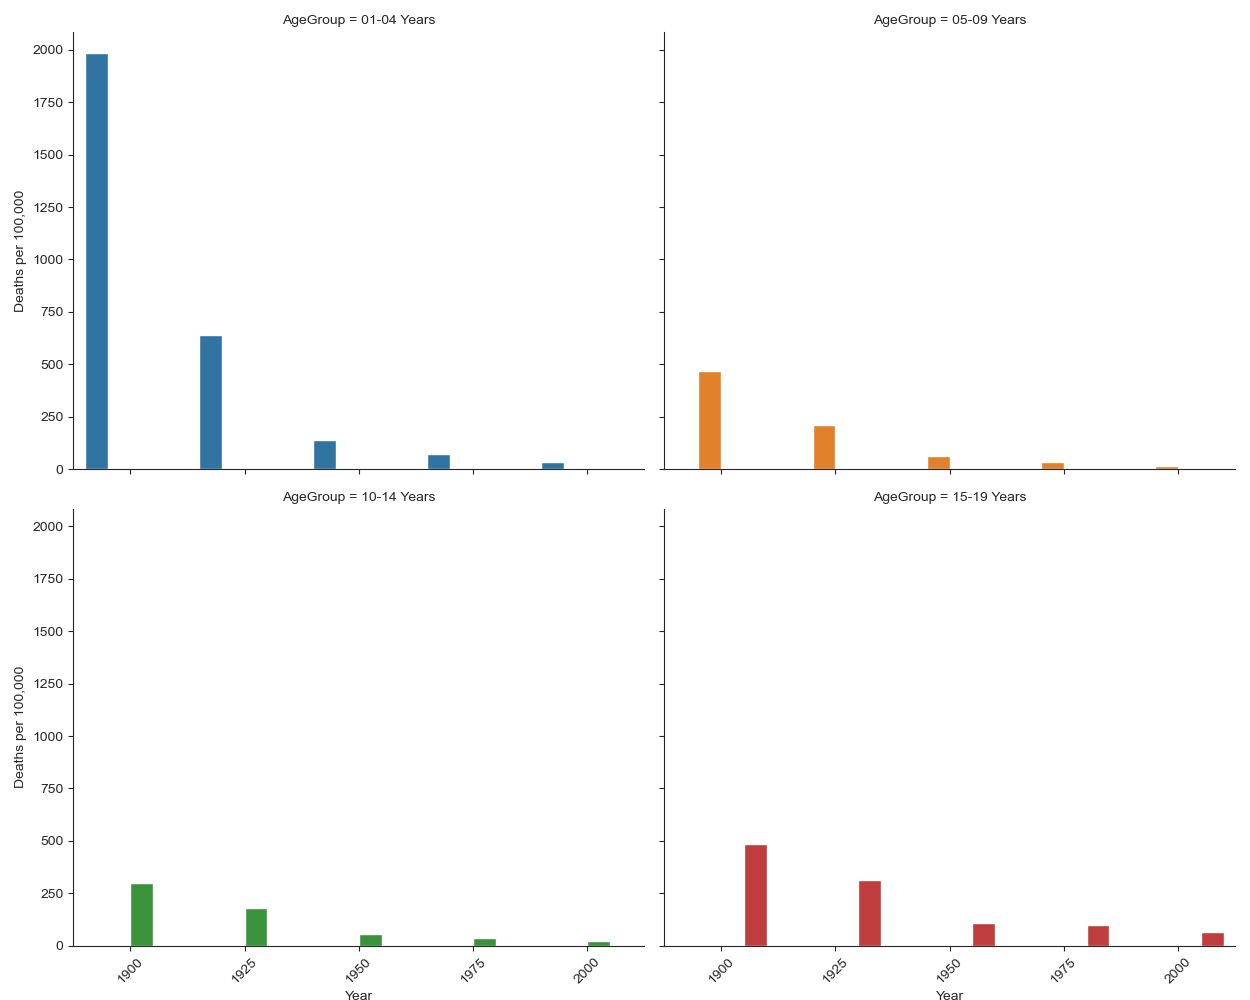 AgeGroup = 01-04 Years
AgeGroup = 05-09 Years
2000
1750
1500
1250
1000
750
500
250
0
Deaths per 100,000
AgeGroup = 10-14 Years
AgeGroup = 15-19 Years
2000
1750
1500
1250
1000
750
500
250
0
Deaths per 100,000
1900 1925 1950 1975 2000
1900 1925 1950 1975 2000
Year
Year